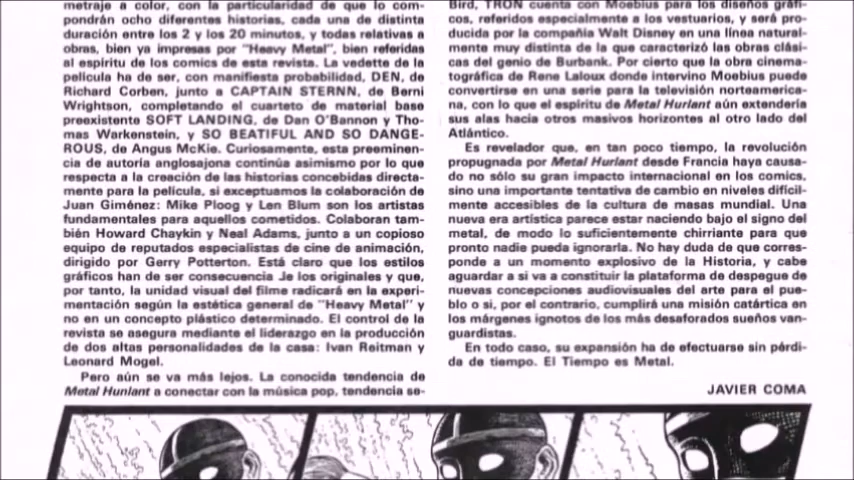 metraje a color, con la particularidad de que lo com-
pondrán ocho diferentes historias, cada una de distinta
duración entre los 2 y los 20 minutos, y todas relativas a
obras, bien ya impresas por "Heavy Metal", bien referidas
al espíritu de los comics de esta revista. La vedette de la
película ha de ser, con manifiesta probabilidad, DEN, de
Richard Corben, junto a CAPTAIN STERNN, de Berni
Wrightson, completando el cuarteto de material base
preexistente SOFT LANDING, de Dan O'Bannon y Tho-
mas Warkenstein, y SO BEATIFUL AND SO DANGE-
ROUS, de Angus McKie. Curiosamente, esta preeminen-
cia de autoría anglosajona continúa asimismo por lo que
respecta a la creación de las historias concebidas directa-
mente para la película, si exceptuamos la colaboración de
Juan Giménez: Mike Ploog y Len Blum son los artistas
fundamentales para aquellos cometidos. Colaboran tam-
bién Howard Chaykin y Neal Adams, junto a un copioso
equipo de reputados especialistas de cine de animación,
dirigido por Gerry Potterton. Está claro que los estilos
gráficos han de ser consecuencia Je los originales y que,
por tanto, la unidad visual del filme radicará en la experi-
mentación según la estética general de "Heavy Metal" y
no en un concepto plástico determinado. El control de la
revista se asegura mediante el liderazgo en la producción
de dos altas personalidades de la casa: Ivan Reitman y
Leonard Mogel.
Pero aún se va más lejos. La conocida tendencia de
Metal Hurlant a conectar con la música pop, tendencia se-
Bird, TRON cuenta con Moebius para los diseños gráfi-
cos, referidos especialmente a los vestuarios, y será pro-
ducida por la compañía Walt Disney en una línea natural-
mente muy distinta de la que caracterizó las obras clási-
cas del genio de Burbank. Por cierto que la obra cinema-
tográfica de Rene Laloux donde intervino Moebius puede
convertirse en una serie para la televisión norteamerica-
na, con lo que el espíritu de Metal Hurlant aún extendería
sus alas hacia otros masivos horizontes al otro lado del
Atlántico.
Es revelador que, en tan poco tiempo, la revolución
propugnada por Metal Hurlant desde Francia haya causa-
do no sólo su gran impacto internacional en los comics,
sino una importante tentativa de cambio en niveles difícil-
mente accesibles de la cultura de masas mundial. Una
nueva era artística parece estar naciendo bajo el signo del
metal, de modo lo suficientemente chirriante para que
pronto nadie pueda ignorarla. No hay duda de que corres-
ponde a un momento explosivo de la Historia, y cabe
aguardar a si va a constituir la plataforma de despegue de
nuevas concepciones audiovisuales del arte para el pue-
blo o si, por el contrario, cumplirá una misión catártica en
los márgenes ignotos de los más desaforados sueños van-
guardistas.
En todo caso, su expansión ha de efectuarse sin pérdi-
da de tiempo. El Tiempo es Metal.
JAVIER COMA